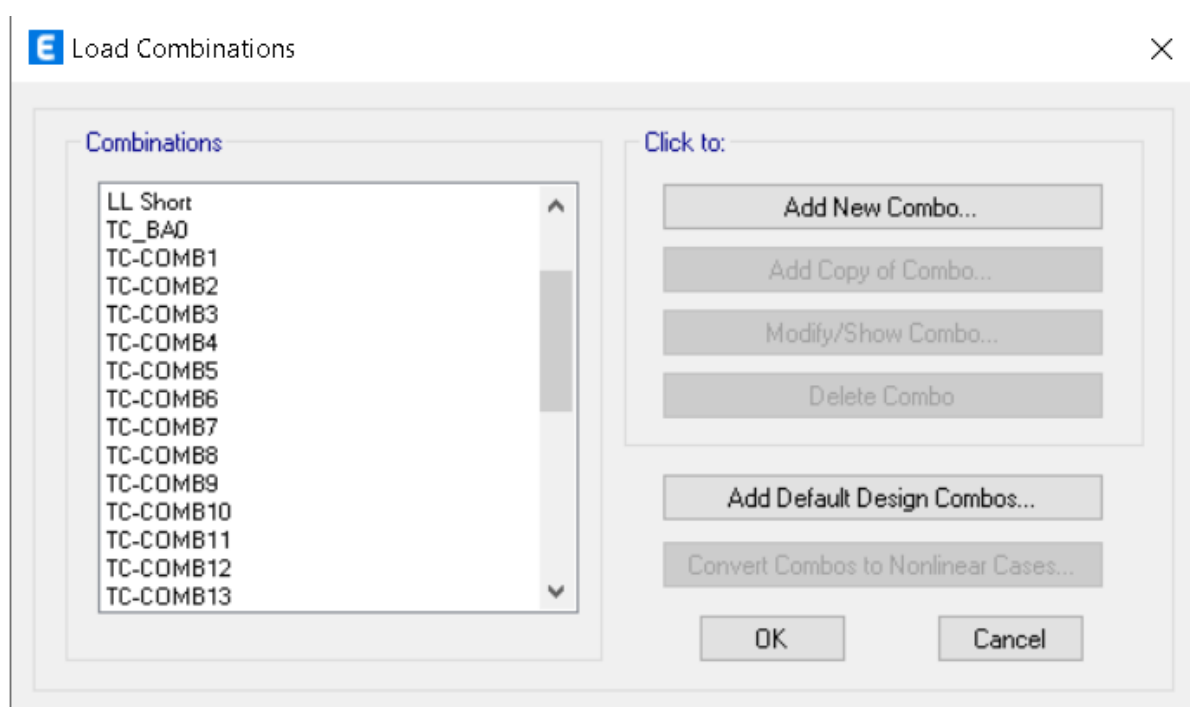 E Load Combinations
Combinations
LL Short
TC_BAO
TC-COMB1
TC-COMB2
TC-COMB3
TC-COMB4
TC-COMB5
TC-COMB6
TC-COMB7
TC-COMB8
TC-COMB9
TC-COMB10
TC-COMB11
TC-COMB12
TC-COMB13
Click to:
Add New Combo...
Add Copy of Combo...
Modify/Show Combo...
Delete Combo
Add Default Design Combos...
Convert Combos to Nonlinear Cases...
OK
Cancel